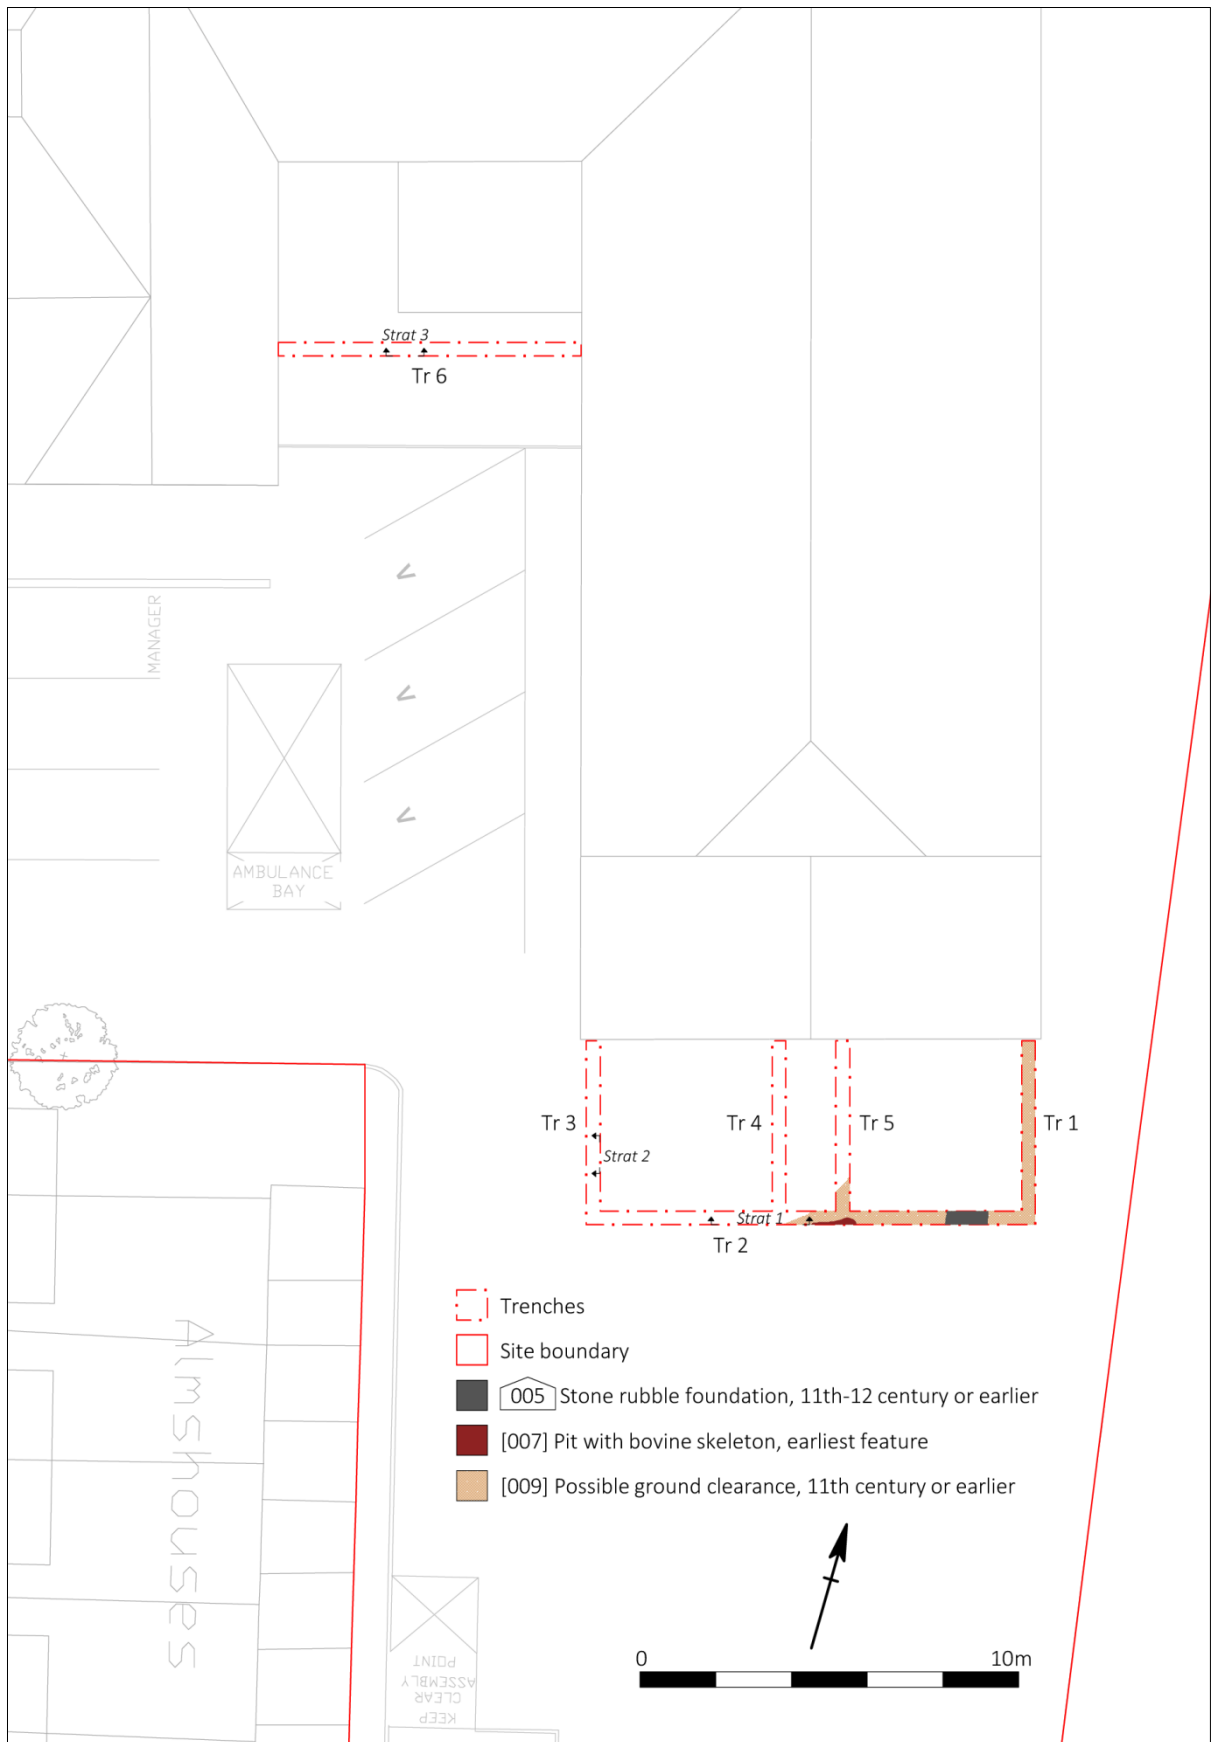 Strat 3
Tr 6
MANAGER
AMBULANCE
BAY
Tr 3
Tr 4
Tr 5
Tr 1
Strat 2
Strat 1
Tr 2
Trenches
Site boundary
005 Stone rubble foundation, 11th-12 century or earlier
[007] Pit with bovine skeleton, earliest feature
[009] Possible ground clearance, 11th century or earlier
Almshouses
KEEP
CLEAR
ASSEMBLY
POINT
0 10m